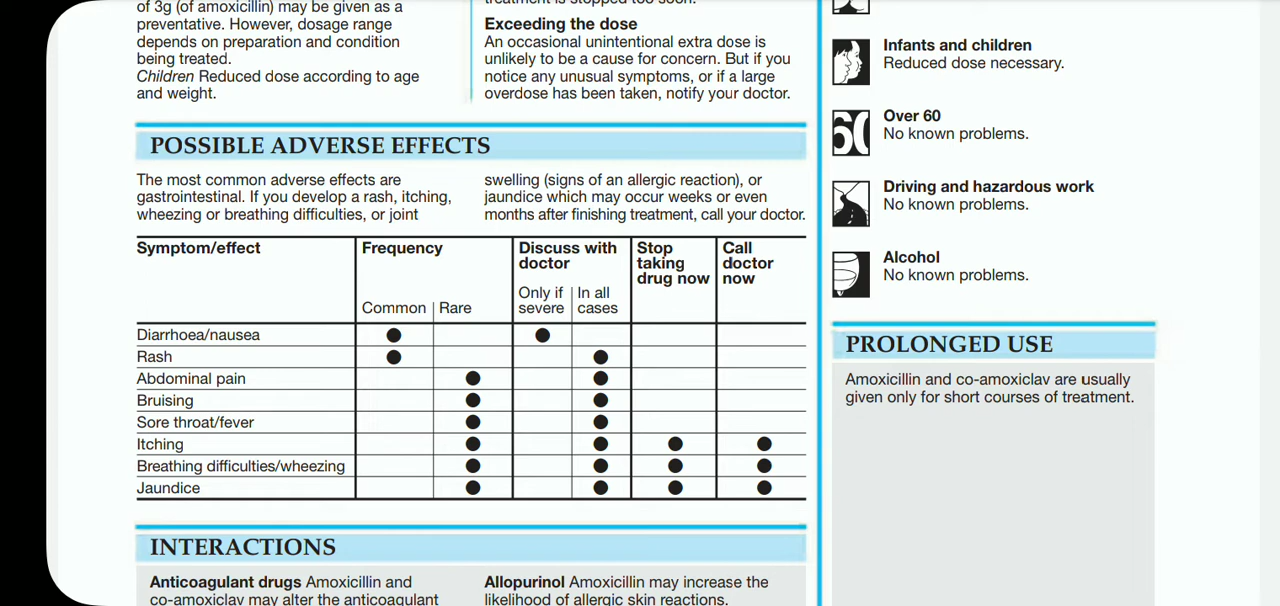 of 3g (of amoxicillin) may be given as a
preventative. However, dosage range
depends on preparation and condition
being treated.
Children Reduced dose according to age
and weight.
treatment is stopped too soon.
Exceeding the dose
An occasional unintentional extra dose is
unlikely to be a cause for concern. But if you
notice any unusual symptoms, or if a large
overdose has been taken, notify your doctor.
POSSIBLE ADVERSE EFFECTS
The most common adverse effects are
gastrointestinal. If you develop a rash, itching,
wheezing or breathing difficulties, or joint
swelling (signs of an allergic reaction), or
jaundice which may occur weeks or even
months after finishing treatment, call your doctor.
Symptom/effect
Frequency
Common
Rare
Discuss with
doctor
Only if
severe
In all
cases
Stop
taking
drug now
Call
doctor
now
Diarrhoea/nausea
Rash
Abdominal pain
Bruising
Sore throat/fever
Itching
Breathing difficulties/wheezing
Jaundice
INTERACTIONS
Anticoagulant drugs Amoxicillin and
co-amoxiclav may alter the anticoagulant
Allopurinol Amoxicillin may increase the
likelihood of allergic skin reactions.
Infants and children
Reduced dose necessary.
60
Over 60
No known problems.
Driving and hazardous work
No known problems.
Alcohol
No known problems.
PROLONGED USE
Amoxicillin and co-amoxiclav are usually
given only for short courses of treatment.